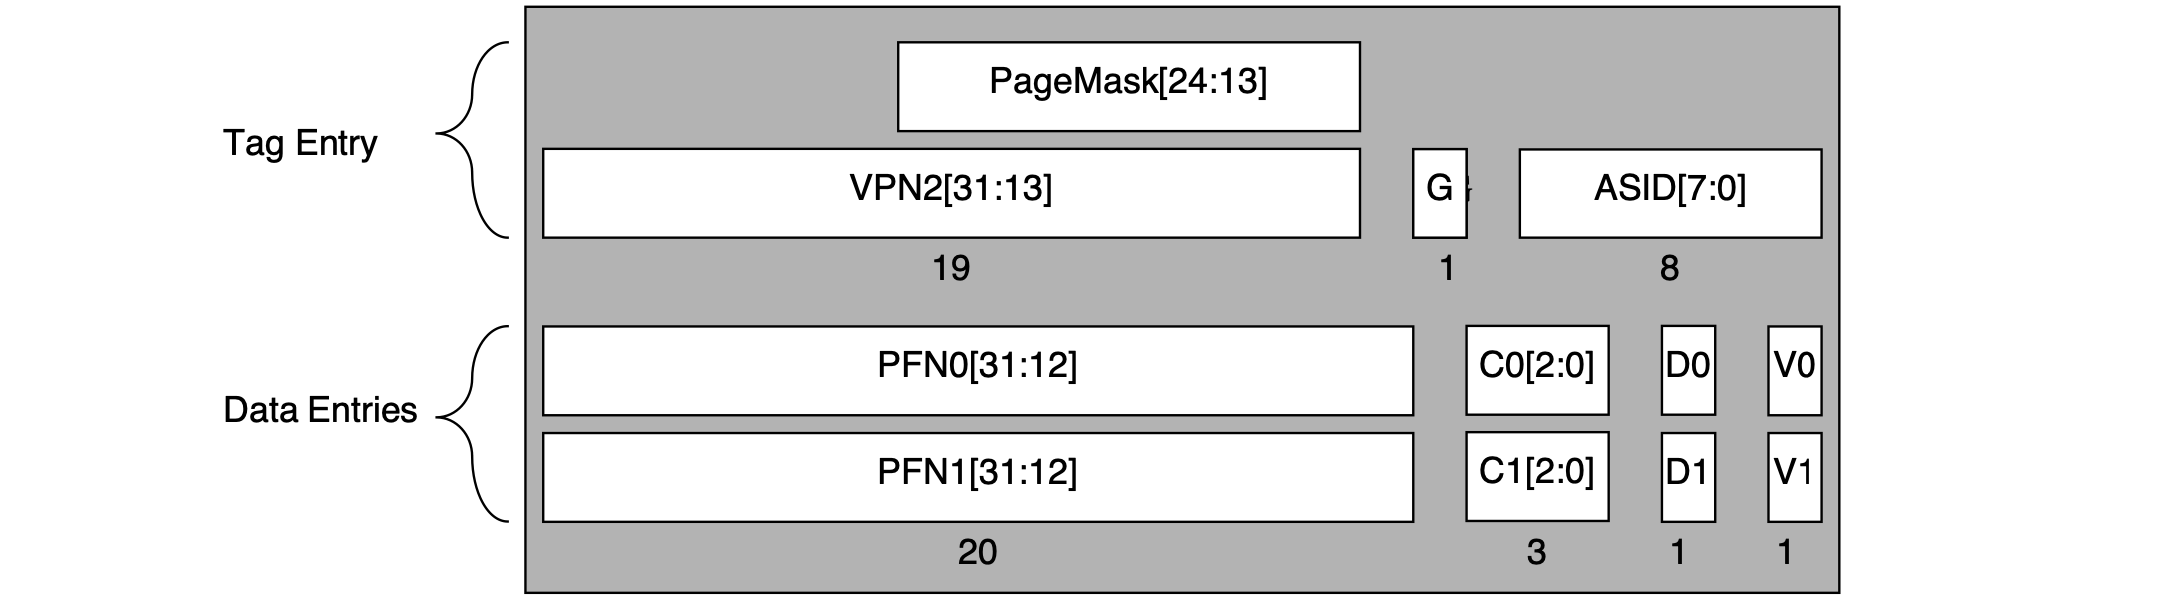 PageMask[24:13]
Tag Entry
VPN2[31:13] G ASID[7:0]
19 1 8
PFN0[31:12] C0[2:0] D0 V0
Data Entries
PFN1[31:12] C1[2:0] D1 V1
20 3 1 1